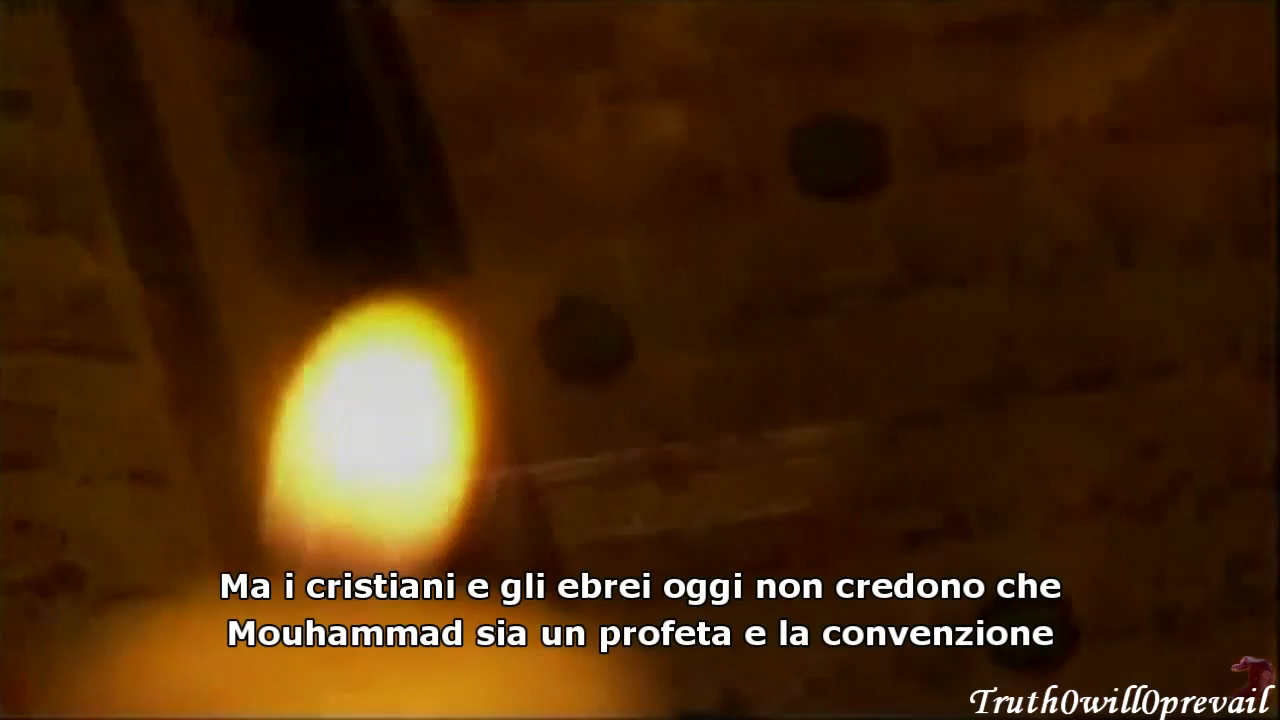 Ma i cristiani e gli ebrei oggi non credono che
Mouhammad sia un profeta e la convenzione
Truth0will0prevail